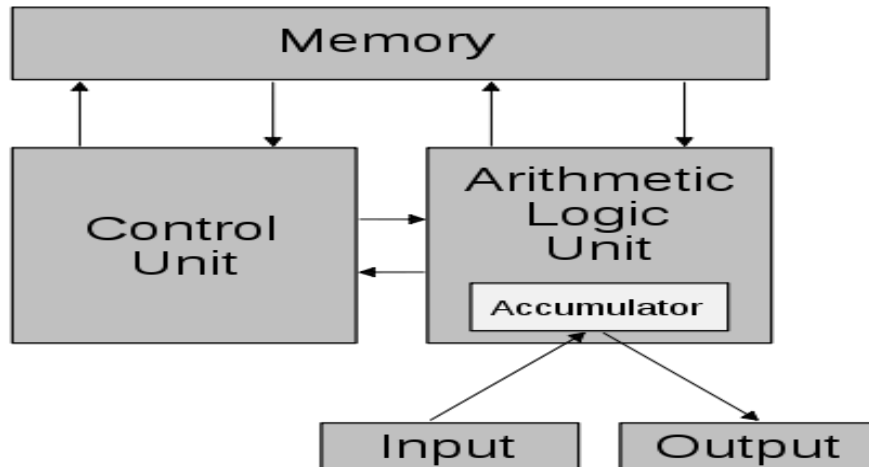 Memory
Control
Unit
Arithmetic
Logic
Unit
Accumulator
Input
Output